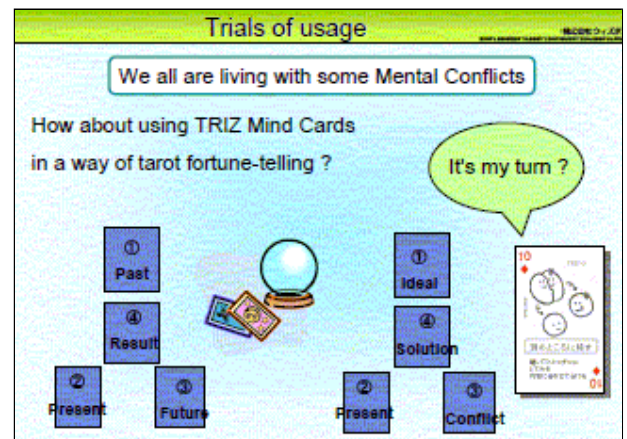 Trials of usage
We all are living with some Mental Conflicts
How about using TRIZ Mind Cards
in a way of tarot fortune-telling ?
It's my turn ?
①
Past
④
Result
②
Present
③
Future
①
Ideal
④
Solution
②
Present
③
Conflict
10
10